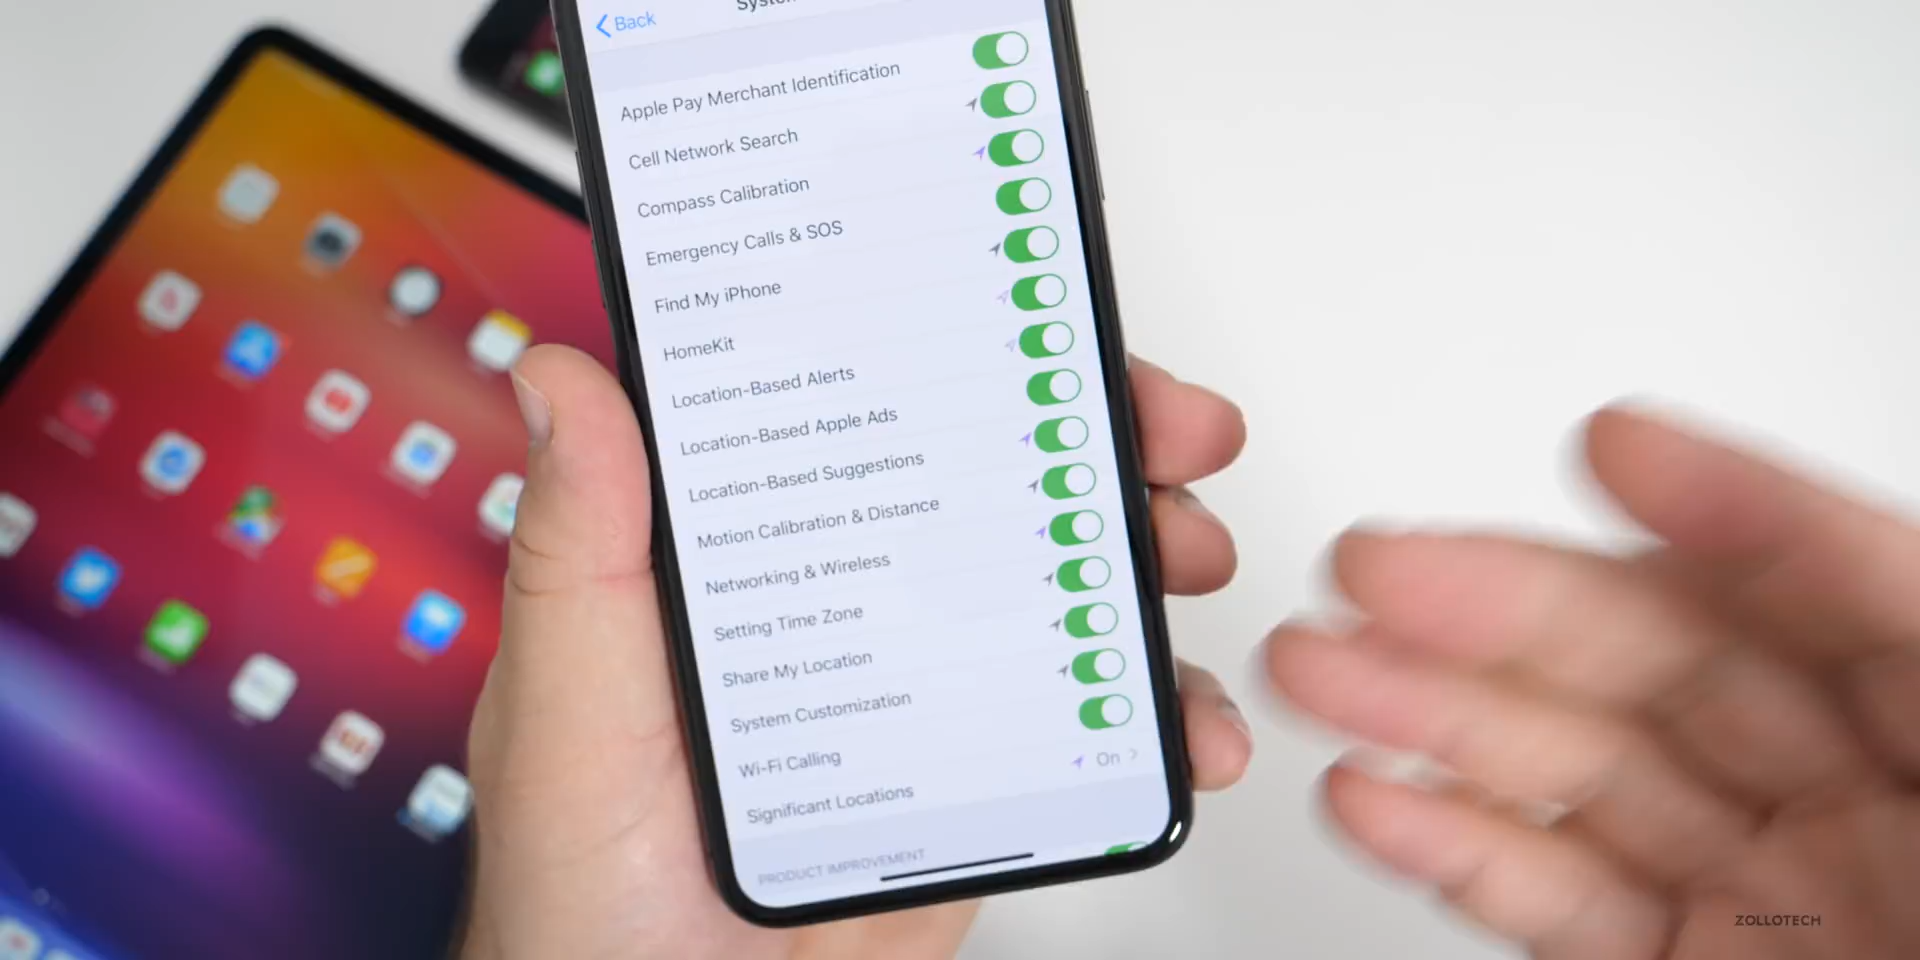 Back
Apple Pay Merchant Identification
Cell Network Search
Compass Calibration
Emergency Calls & SOS
Find My iPhone
HomeKit
Location-Based Alerts
Location-Based Apple Ads
Location-Based Suggestions
Motion Calibration & Distance
Networking & Wireless
Setting Time Zone
Share My Location
System Customization
Wi-Fi Calling
Significant Locations On
PRODUCT IMPROVEMENT
ZOLLOTECH